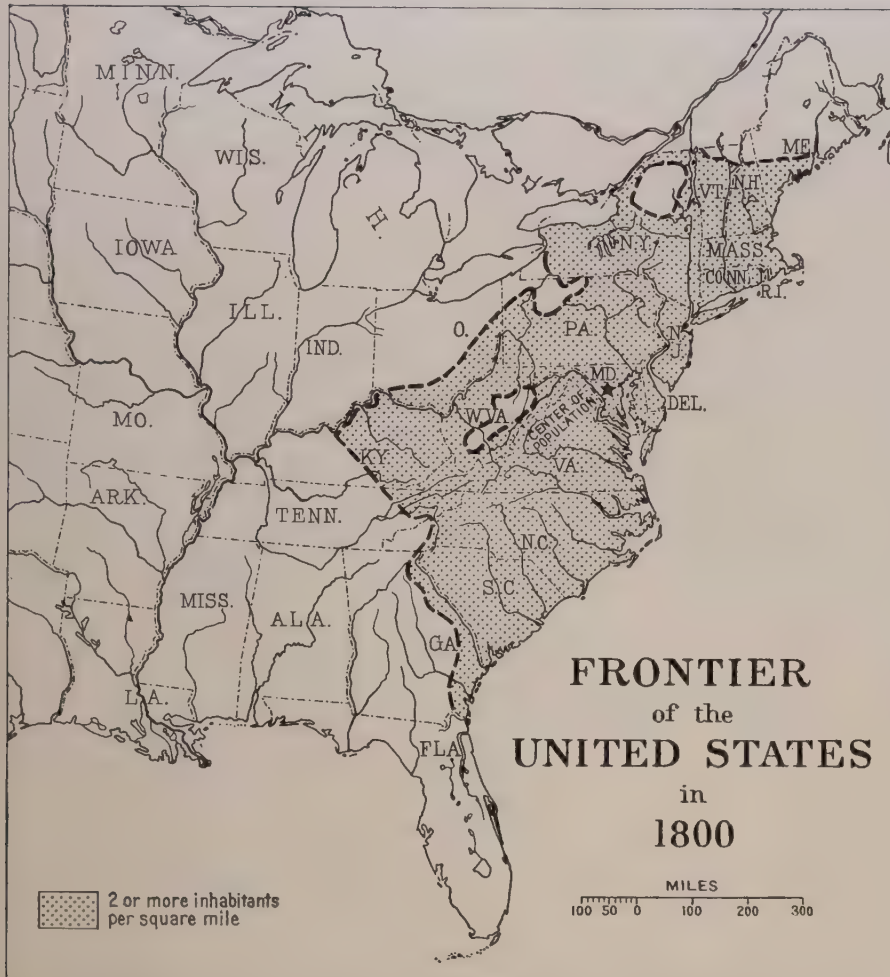 MINN.
M
I
C
H.
WIS.
IOWA
ILL.
IND.
O.
MO.
ARK.
KY.
TENN.
MISS.
ALA.
GA.
LA.
FLA.
ME.
VT.
N.H.
N.Y.
MASS.
CONN.
R.I.
PA.
N.
J.
MD.
DEL.
W.VA.
CENTER OF
POPULATION
VA.
N.C.
S.C.
FRONTIER
of the
UNITED STATES
in
1800
2 or more inhabitants
per square mile
MILES
100 50 0 100 200 300